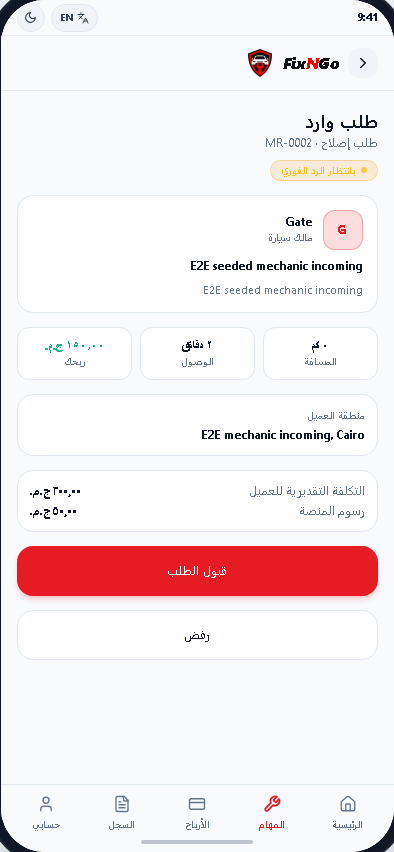 9:41
EN
FixNGo
طلب وارد
طلب إصلاح · MR-0002
بانتظار الرد الفوري
G
Gate
مالك سيارة
E2E seeded mechanic incoming
E2E seeded mechanic incoming
٠ كم
المسافة
٢ دقائق
الوصول
١٥٠٫٠٠ ج.م.
ربحك
منطقة العميل
E2E mechanic incoming, Cairo
التكلفة التقديرية للعميل ٢٠٠٫٠٠ ج.م.
رسوم المنصة ٥٠٫٠٠ ج.م.
قبول الطلب
رفض
الرئيسية
المهام
الأرباح
السجل
حسابي